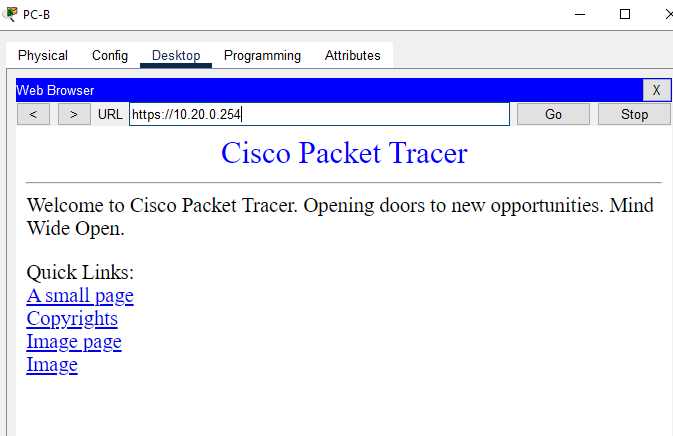 PC-B
Physical Config Desktop Programming Attributes
Web Browser X
< > URL https://10.20.0.254 Go Stop
Cisco Packet Tracer
Welcome to Cisco Packet Tracer. Opening doors to new opportunities. Mind
Wide Open.
Quick Links:
A small page
Copyrights
Image page
Image